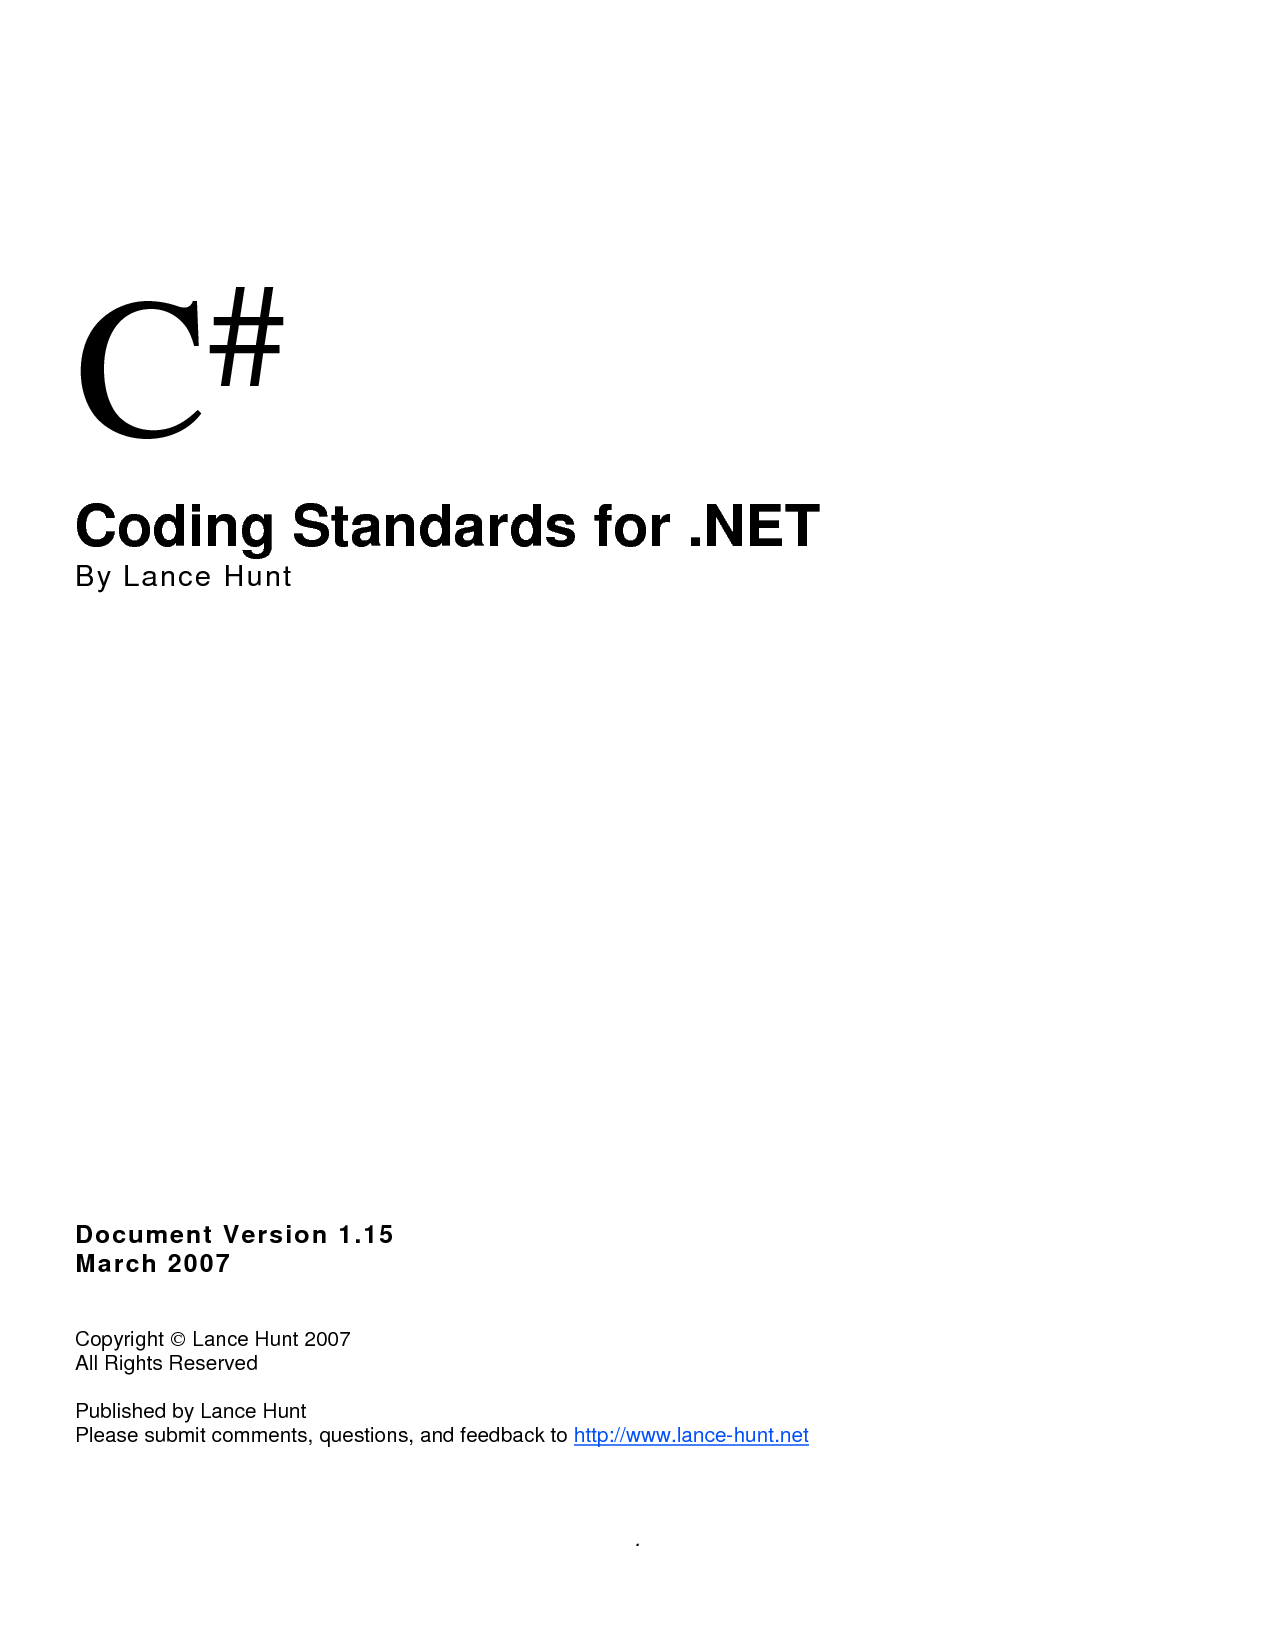 C#
Coding Standards for .NET
By Lance Hunt
Document Version 1.15
March 2007
Copyright © Lance Hunt 2007
All Rights Reserved
Published by Lance Hunt
Please submit comments, questions, and feedback to http://www.lance-hunt.net
.